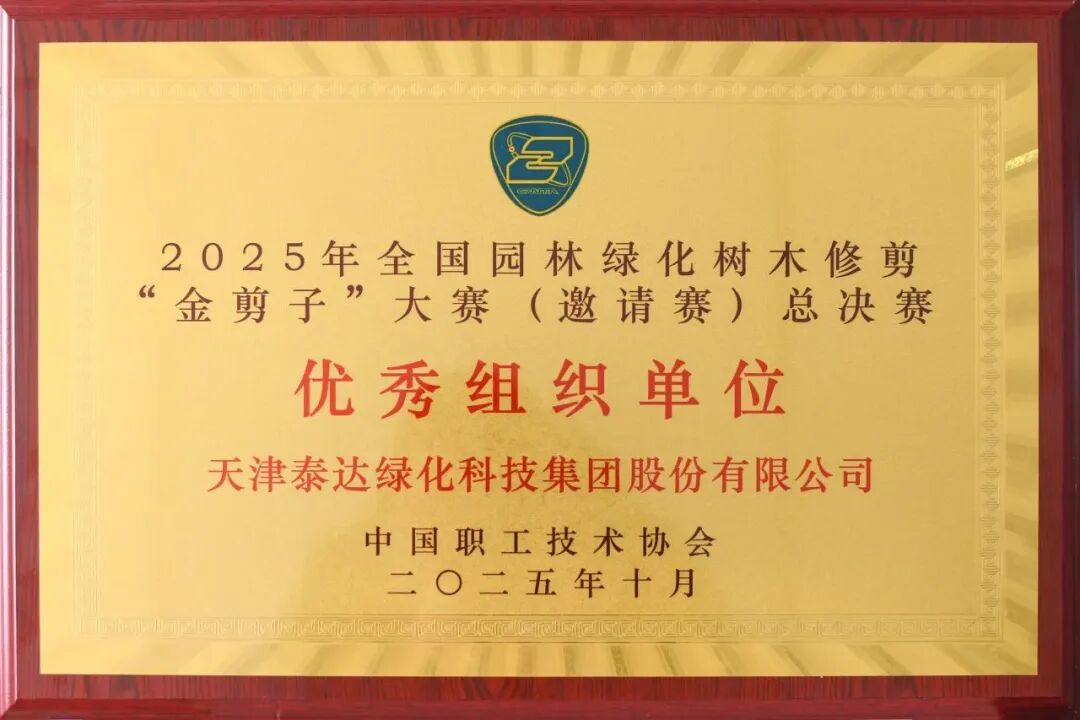 2025年全国园林绿化树木修剪
“金剪子”大赛（邀请赛）总决赛
优秀组织单位
天津泰达绿化科技集团股份有限公司
中国职工技术协会
二〇二五年十月